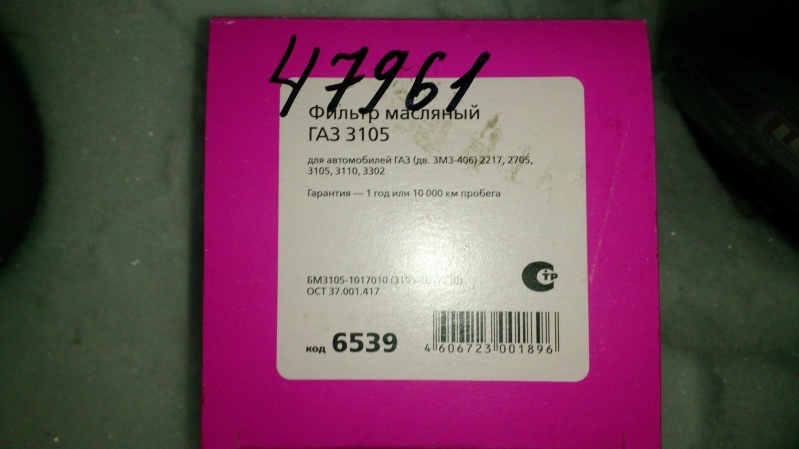 47961
Фильтр масляный
ГАЗ 3105
для автомобилей ГАЗ (дв. ЗМЗ-406) 2217, 2705,
3105, 3110, 3302
Гарантия — 1 год или 10 000 км пробега
БМ3105-1017010
ОСТ 37.001.417
СТР
код 6539
4 606723 001896